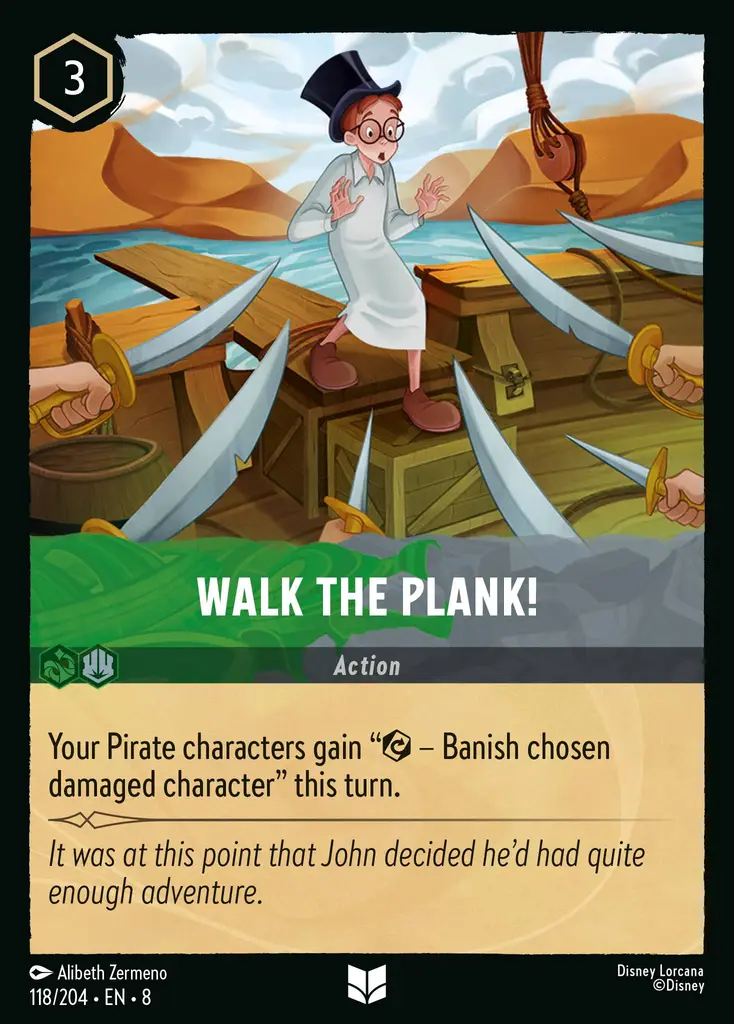 3
WALK THE PLANK!
Action
Your Pirate characters gain “ – Banish chosen
damaged character” this turn.
It was at this point that John decided he’d had quite
enough adventure.
Alibeth Zermeno
118/204 • EN • 8
Disney Lorcana
©Disney